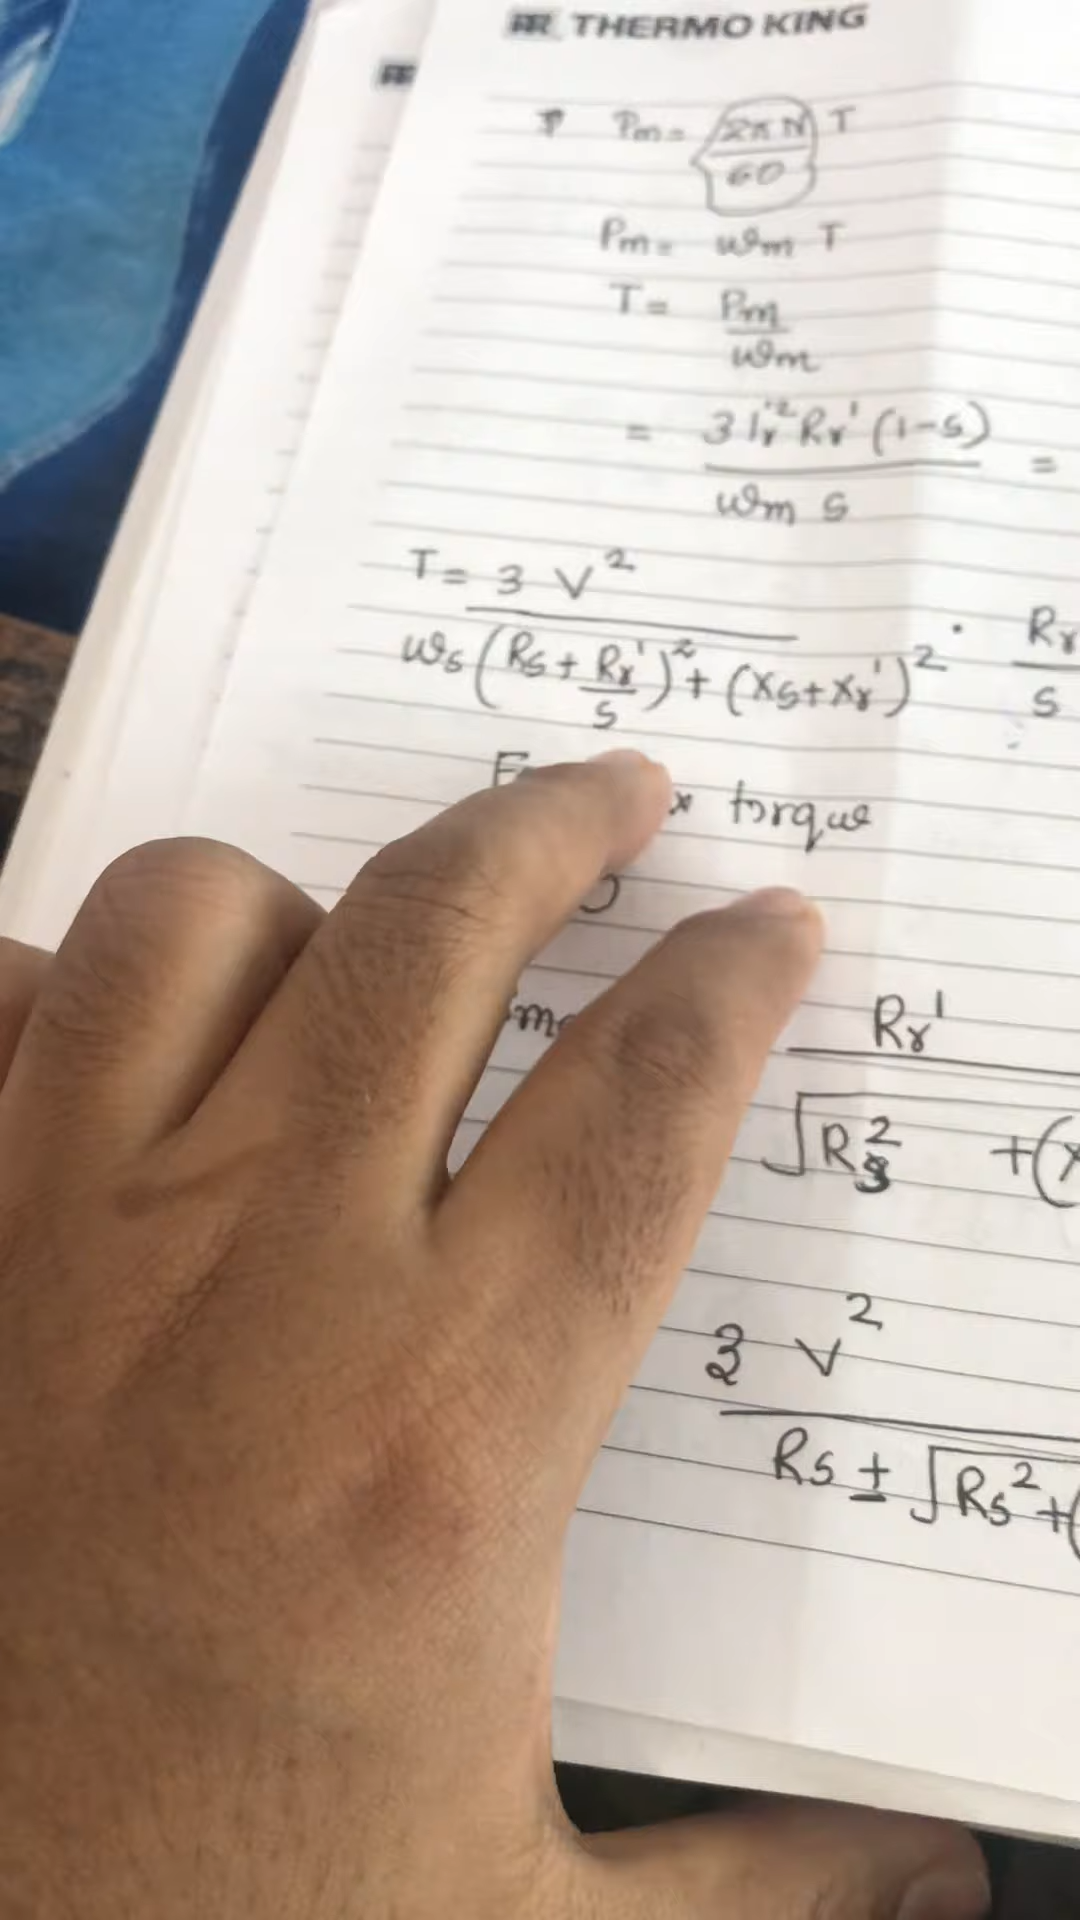 THERMO KING
Pm = 2πN/60 T
Pm = ωm T
T = Pm/ωm
= 3 Ir'² Rr' (1-s) / ωm s =
T = 3 V² / ωs (Rs + Rr'/s)² + (Xs + Xr')² · Rr / s
torque
Rr'
√Rs² + (
3 V²
Rs ± √Rs² + (